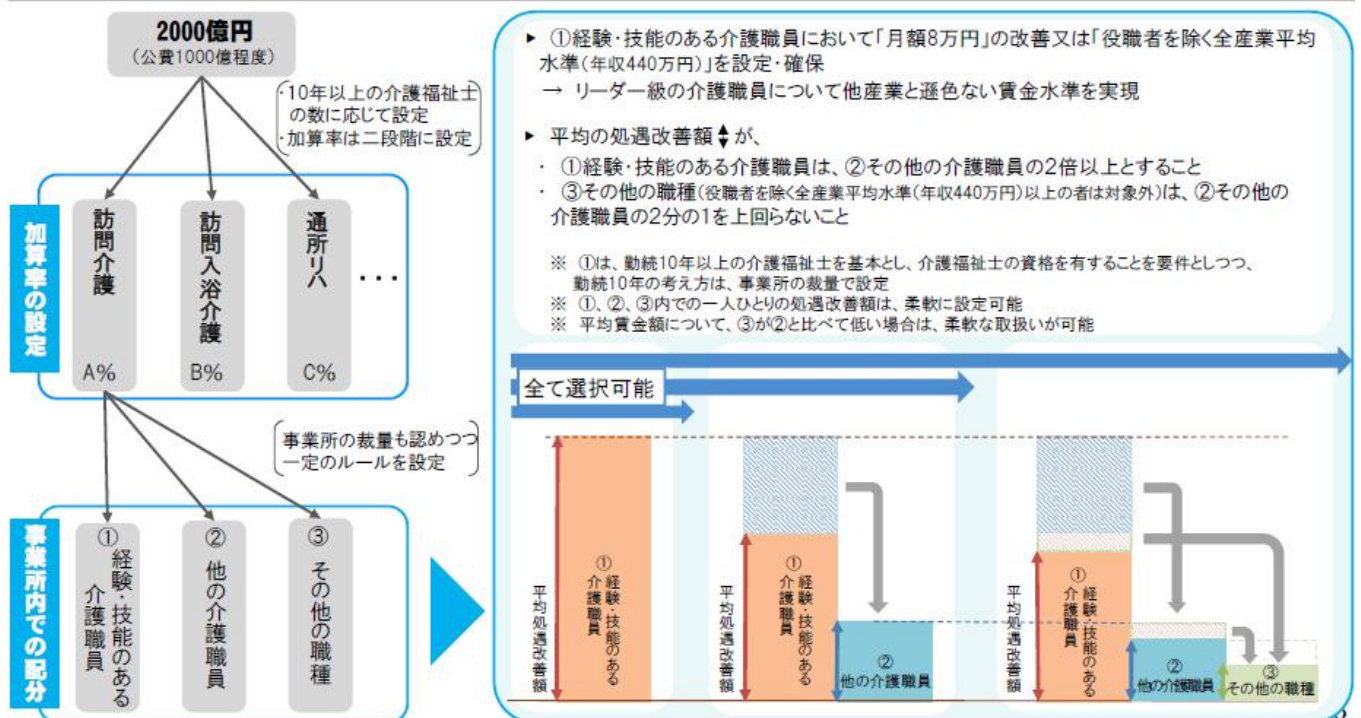 2000億円
(公費1000億程度)
・10年以上の介護福祉士
の数に応じて設定
・加算率は二段階に設定
加算率の設定
訪問介護
A%
訪問入浴介護
B%
通所リハ
C%
・・・
事業所の裁量も認めつつ
一定のルールを設定
事業所内での配分
①
経験・技能のある
介護職員
②
他の介護職員
③
その他の職種
▶ ①経験・技能のある介護職員において「月額8万円」の改善又は「役職者を除く全産業平均
水準(年収440万円)」を設定・確保
→ リーダー級の介護職員について他産業と遜色ない賃金水準を実現
▶ 平均の処遇改善額が、
・ ①経験・技能のある介護職員は、②その他の介護職員の2倍以上とすること
・ ③その他の職種(役職者を除く全産業平均水準(年収440万円)以上の者は対象外)は、②その他の
介護職員の2分の1を上回らないこと
※ ①は、勤続10年以上の介護福祉士を基本とし、介護福祉士の資格を有することを要件としつつ、
勤続10年の考え方は、事業所の裁量で設定
※ ①、②、③内での一人ひとりの処遇改善額は、柔軟に設定可能
※ 平均賃金額について、③が②と比べて低い場合は、柔軟な取扱いが可能
全て選択可能
平均処遇改善額
①
経験・技能のある
介護職員
平均処遇改善額
①
経験・技能のある
介護職員
②
他の介護職員
平均処遇改善額
①
経験・技能のある
介護職員
②
他の介護職員
③
その他の職種